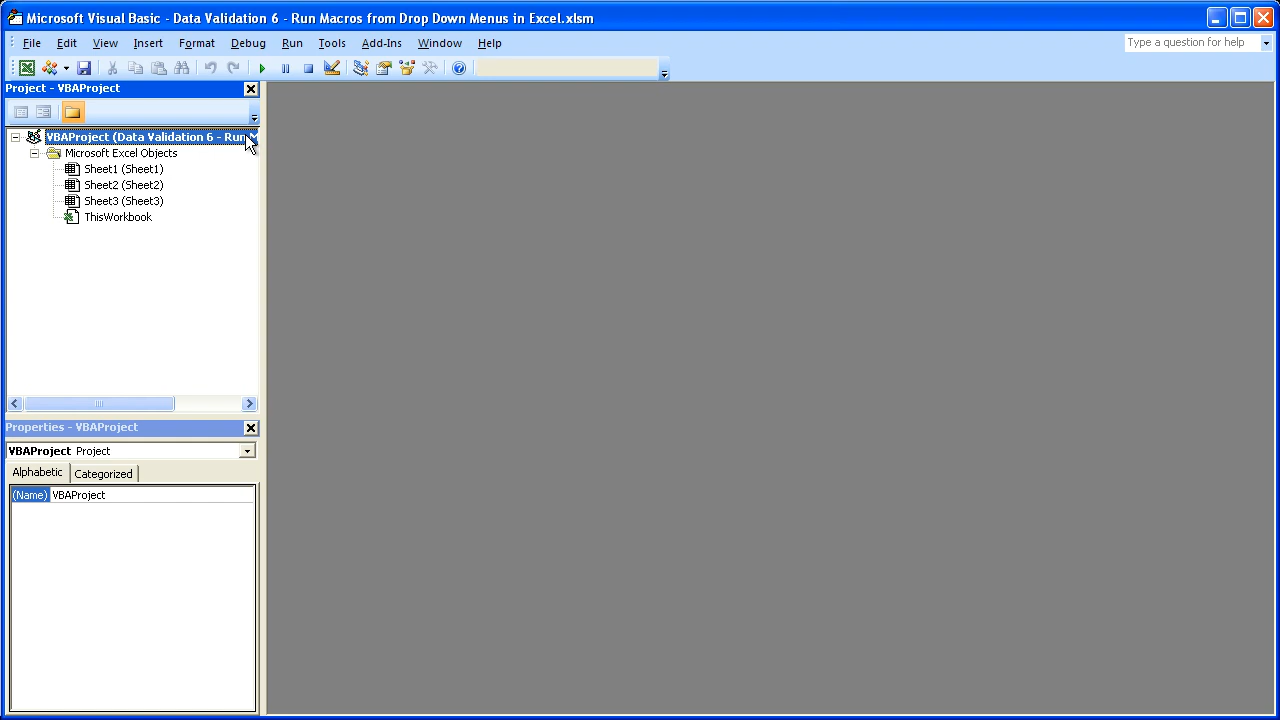 Microsoft Visual Basic - Data Validation 6 - Run Macros from Drop Down Menus in Excel.xlsm
File Edit View Insert Format Debug Run Tools Add-Ins Window Help Type a question for help
Project - VBAProject
VBAProject (Data Validation 6 - Run
Microsoft Excel Objects
Sheet1 (Sheet1)
Sheet2 (Sheet2)
Sheet3 (Sheet3)
ThisWorkbook
Properties - VBAProject
VBAProject Project
Alphabetic Categorized
(Name) VBAProject